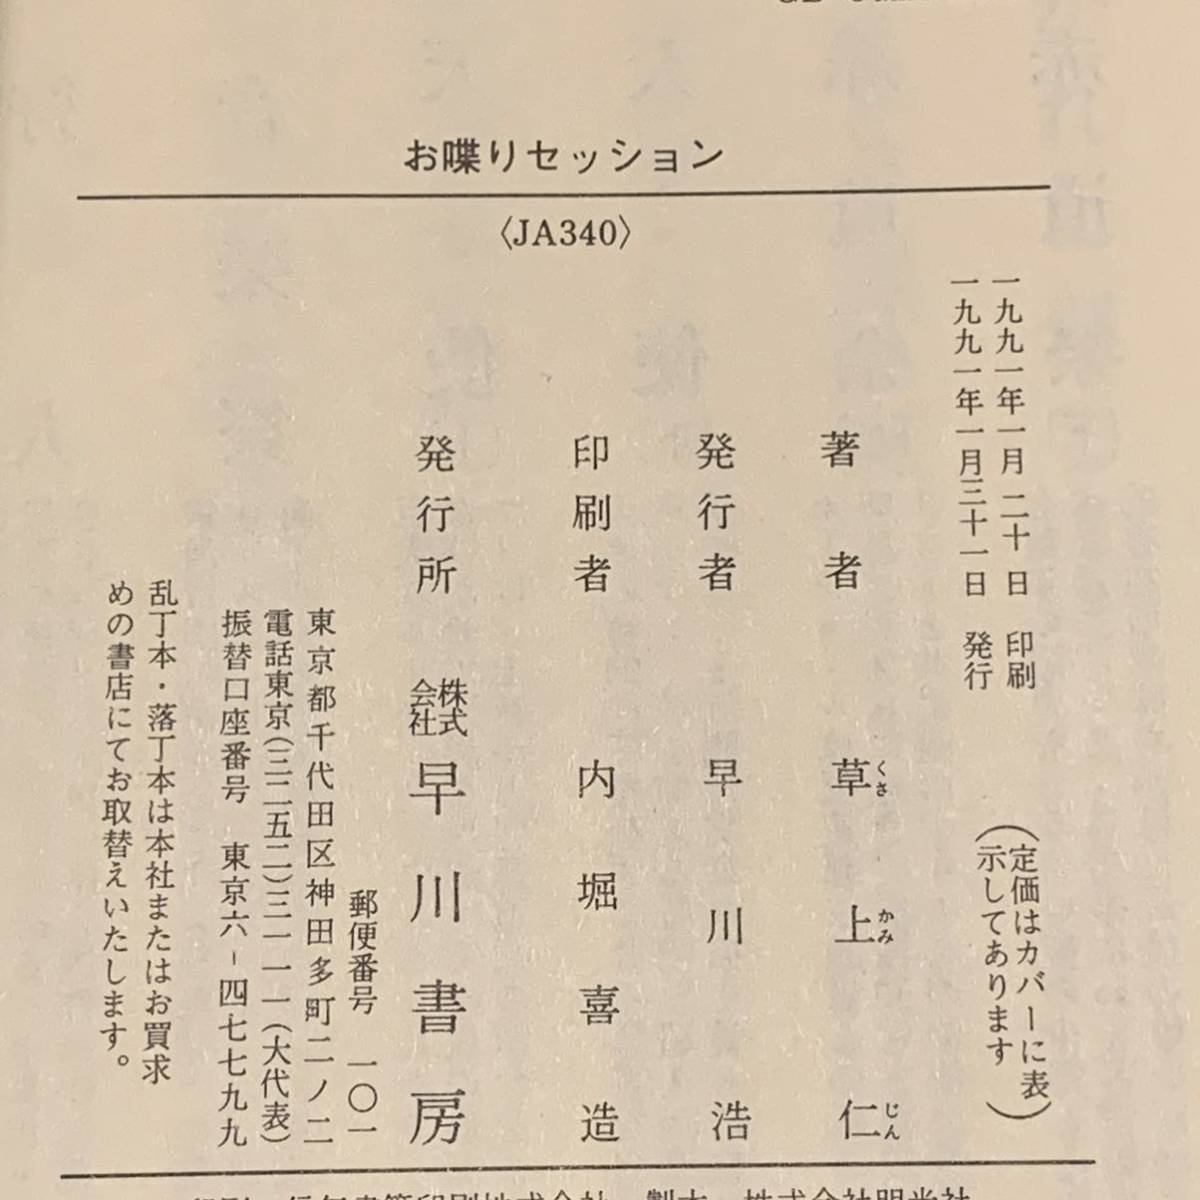 お喋りセッション
〈JA340〉
一九九一年一月二十日 印刷
一九九一年一月三十一日 発行
(定価はカバーに表
示してあります)
著者 草上仁
くさ かみ じん
発行者 早川浩
印刷者 内堀喜造
発行所 株式会社 早川書房
郵便番号 一〇一
東京都千代田区神田多町二ノ二
電話東京(三二五二)三一一一(大代表)
振替口座番号 東京六-四七七九九
乱丁本・落丁本は本社またはお買求
めの書店にてお取替えいたします。